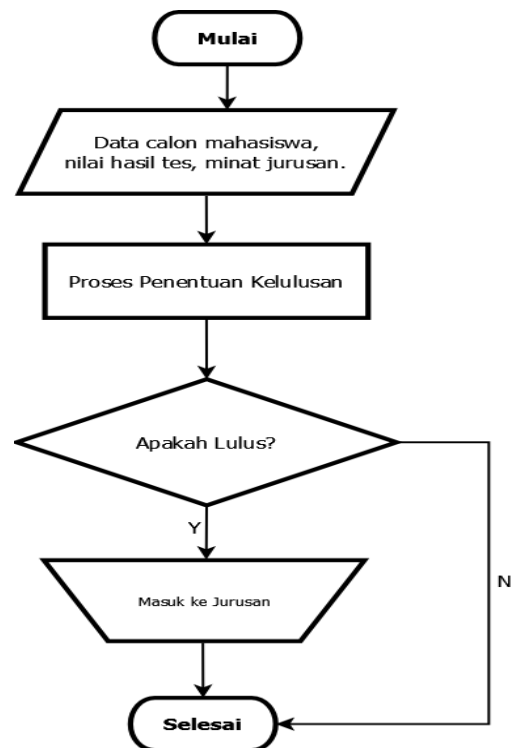 Mulai
Data calon mahasiswa,
nilai hasil tes, minat jurusan.
Proses Penentuan Kelulusan
Apakah Lulus?
Y
N
Masuk ke Jurusan
Selesai